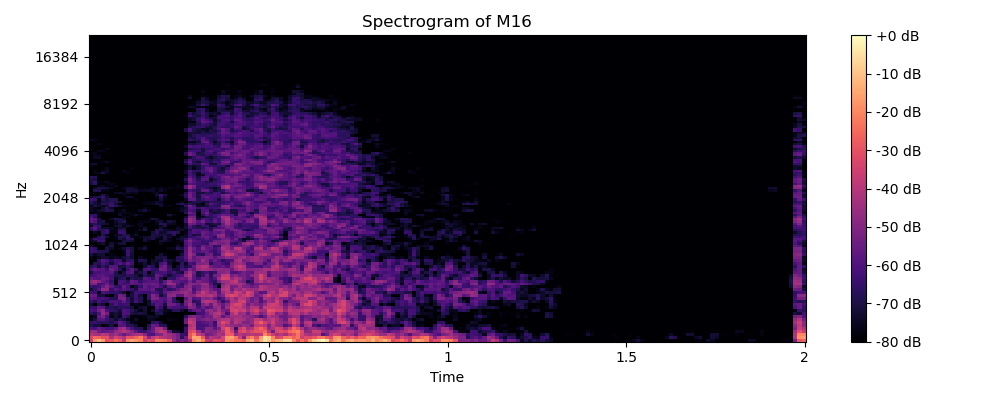 Spectrogram of M16
16384
8192
4096
2048
1024
512
0
Hz
0
0.5
1
1.5
2
Time
+0 dB
-10 dB
-20 dB
-30 dB
-40 dB
-50 dB
-60 dB
-70 dB
-80 dB